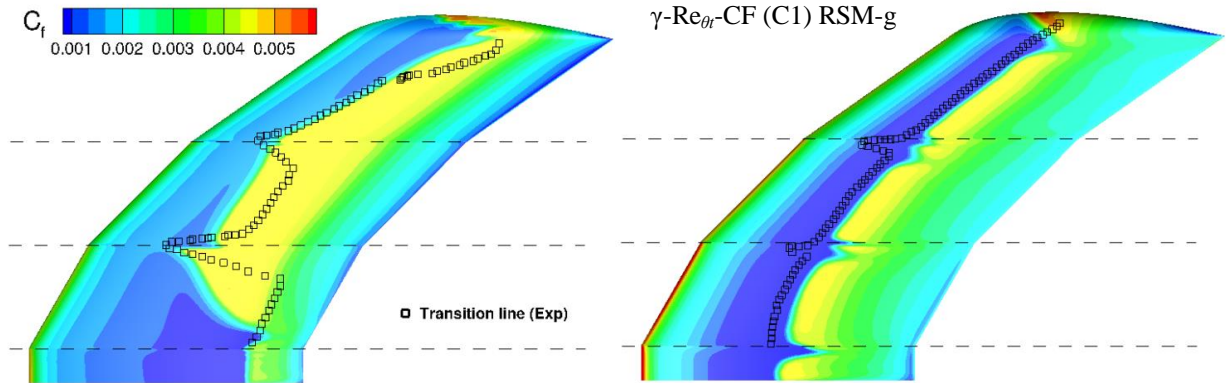 C_f
0.001 0.002 0.003 0.004 0.005
γ-Re_θt-CF (C1) RSM-g
Transition line (Exp)